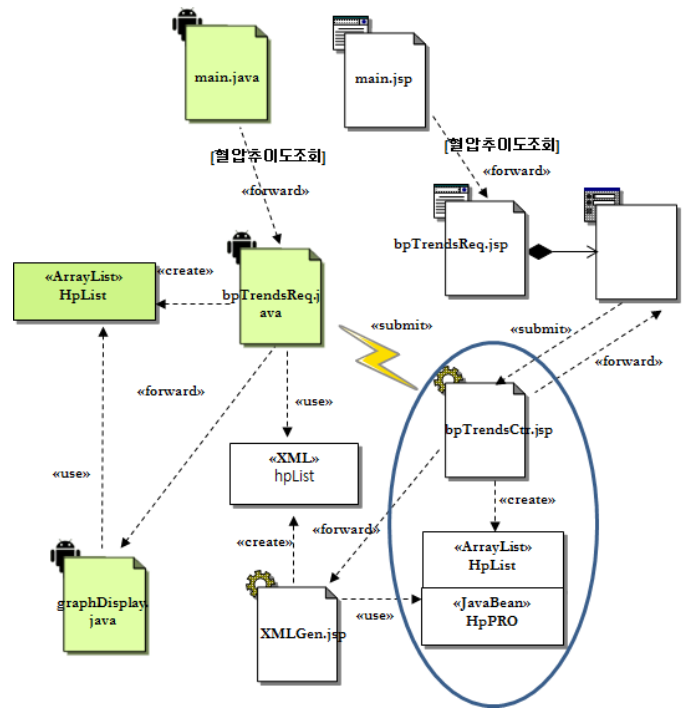 main.java
main.jsp
[혈압추이도조회]
«forward»
[혈압추이도조회]
«forward»
bpTrendsReq.jsp
«ArrayList»
HpList
«create»
bpTrendsReq.j
ava
«submit»
«submit»
«forward»
«forward»
«use»
bpTrendsCtr.jsp
«XML»
hpList
«use»
«create»
«create»
«forward»
«ArrayList»
HpList
graphDisplay.
java
XMLGen.jsp
«use»
«JavaBean»
HpPRO